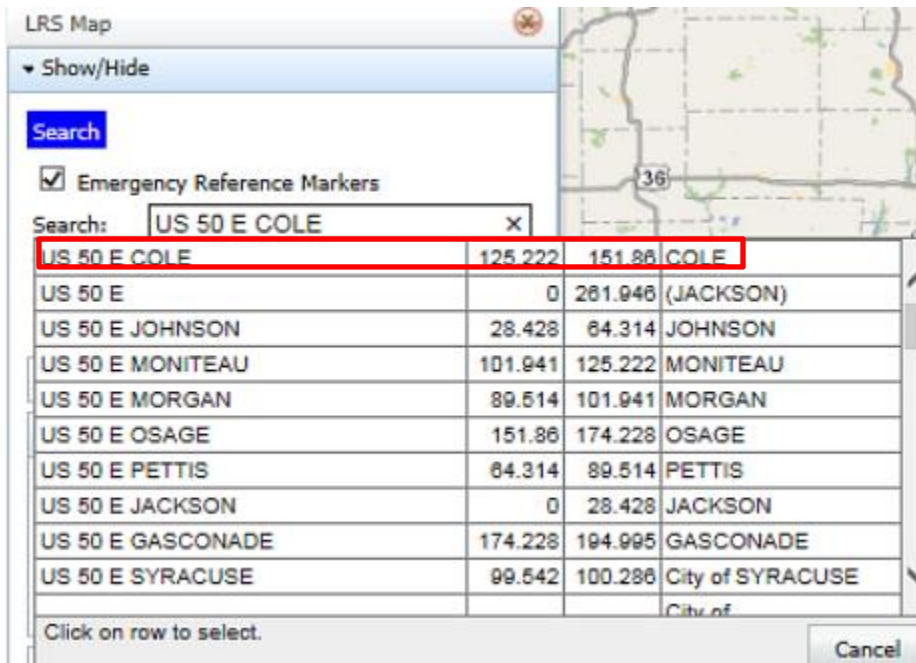 LRS Map
Show/Hide
Search
Emergency Reference Markers
36
Search: US 50 E COLE ×
US 50 E COLE 125.222 151.86 COLE
US 50 E 0 261.946 (JACKSON)
US 50 E JOHNSON 28.428 64.314 JOHNSON
US 50 E MONITEAU 101.941 125.222 MONITEAU
US 50 E MORGAN 89.514 101.941 MORGAN
US 50 E OSAGE 151.86 174.228 OSAGE
US 50 E PETTIS 64.314 89.514 PETTIS
US 50 E JACKSON 0 28.428 JACKSON
US 50 E GASCONADE 174.228 194.995 GASCONADE
US 50 E SYRACUSE 99.542 100.286 City of SYRACUSE
City of
Click on row to select.
Cancel